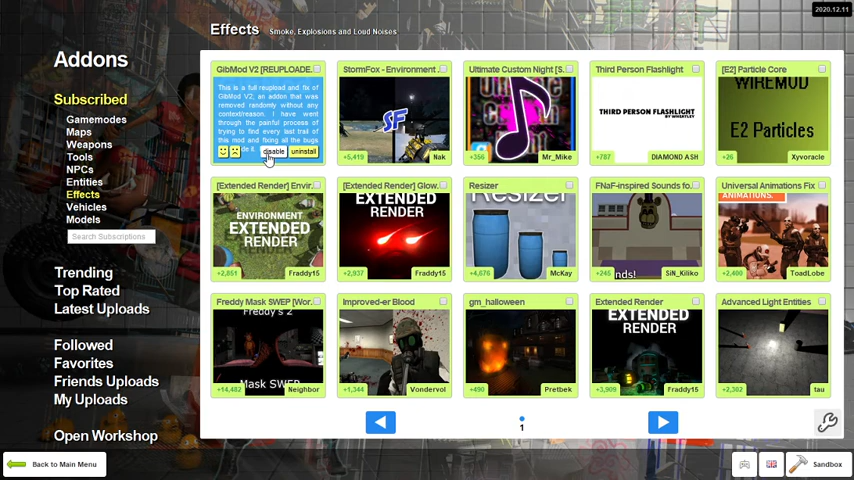 2020.12.11
Effects Smoke, Explosions and Loud Noises
Addons
Subscribed
Gamemodes
Maps
Weapons
Tools
NPCs
Entities
Effects
Vehicles
Models
Search Subscriptions
Trending
Top Rated
Latest Uploads
Followed
Favorites
Friends Uploads
My Uploads
Open Workshop
GibMod V2 [REUPLOADE
This is a full reupload and fix of
GibMod V2, an addon that was
removed randomly without any
context/reason. I have went
through the painful process of
trying to find every last trail of
this mod and fixing all the bugs
uninstall
StormFox - Environment
SF
+5,419 Nak
Ultimate Custom Night [S.
+356 Mr_Mike
Third Person Flashlight
THIRD PERSON FLASHLIGHT
BY WHEATLEY
+787 DIAMOND ASH
[E2] Particle Core
WIREMOD
E2 Particles
+26 Xyvoracle
[Extended Render] Envir.
ENVIRONMENT
EXTENDED
RENDER
+2,851 Fraddy15
[Extended Render] Glow.
EXTENDED
RENDER
+2,937 Fraddy15
Resizer
Resizer
+4,676 McKay
FNaF-inspired Sounds fo.
nds!
+245 SiN_Kiliko
Universal Animations Fix
ANIMATIONS.
+2,400 ToadLobe
Freddy Mask SWEP [Wor.
Freddy's 2
Mask SWEP
+14,482 Neighbor
Improved-er Blood
+1,344 Vondervol
gm_halloween
+490 Pretbek
Extended Render
EXTENDED
RENDER
+3,909 Fraddy15
Advanced Light Entities
+2,302 tau
1
Back to Main Menu
Sandbox